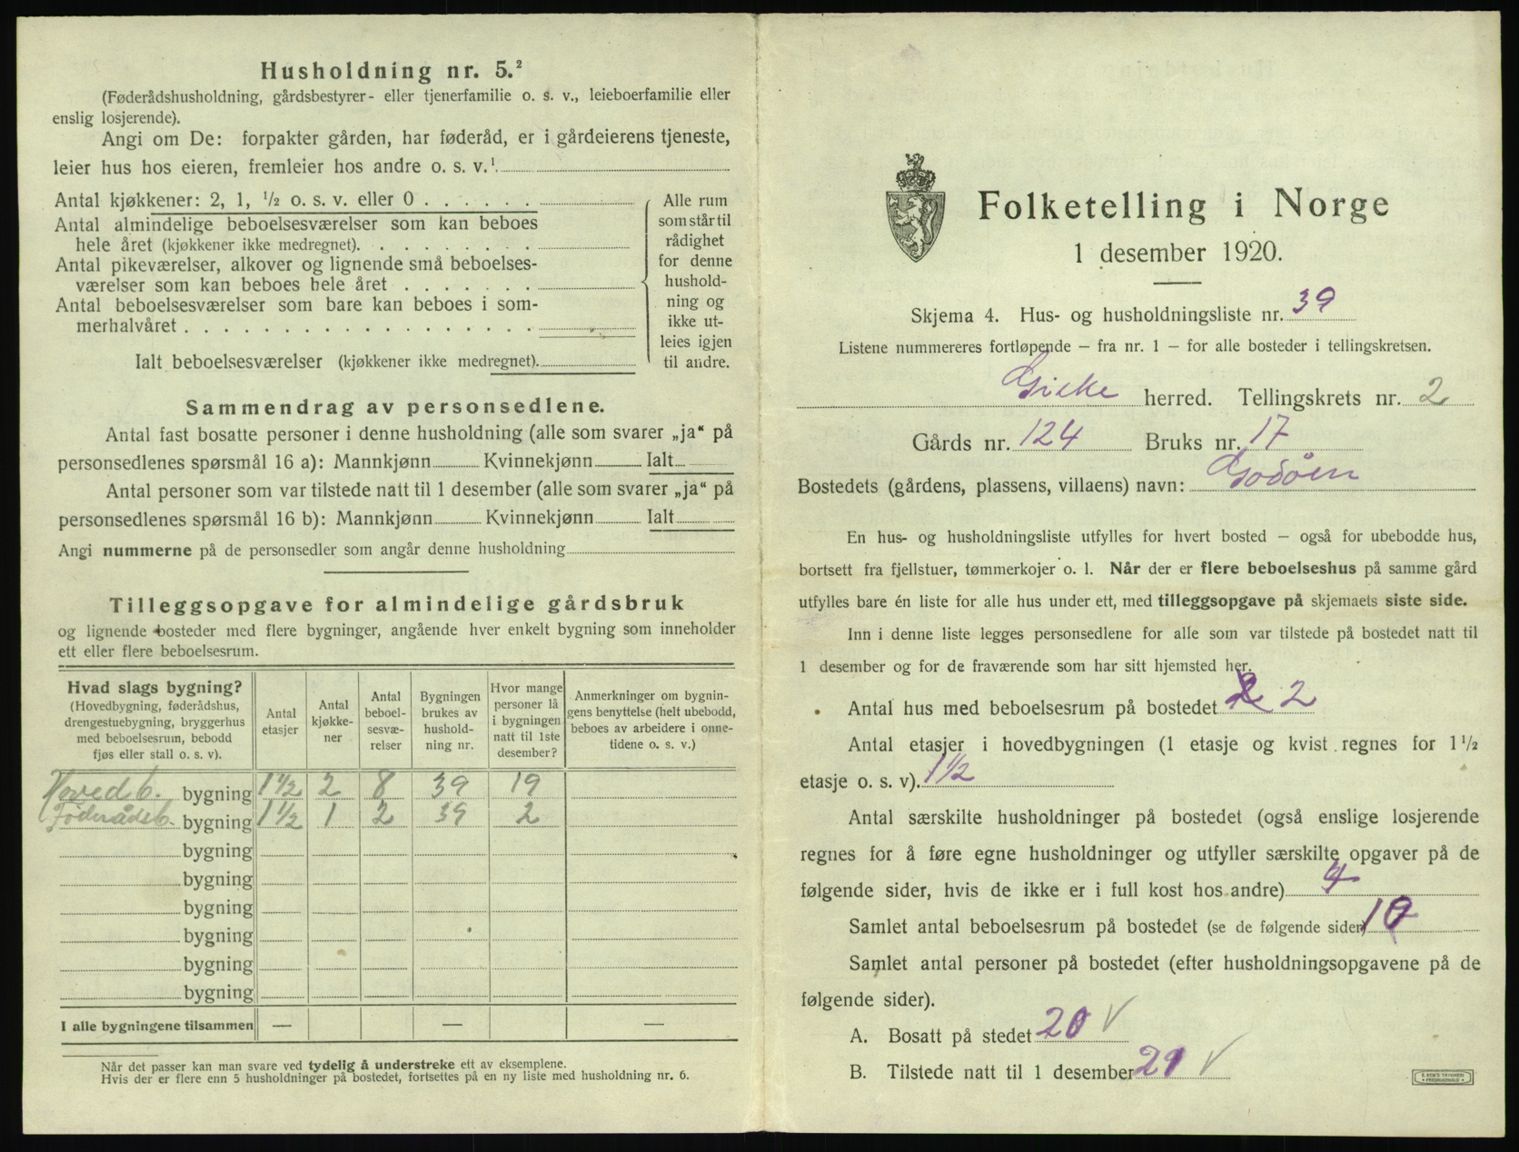 Husholdning nr. 5.²
(Føderådshusholdning, gårdsbestyrer- eller tjenerfamilie o. s. v., leieboerfamilie eller
enslig losjerende).
Angi om De: forpakter gården, har føderåd, er i gårdeierens tjeneste,
leier hus hos eieren, fremleier hos andre o. s. v.¹
Antal kjøkkener: 2, 1, ½ o. s. v. eller 0
Antal almindelige beboelsesværelser som kan beboes
hele året (kjøkkener ikke medregnet)
Antal pikeværelser, alkover og lignende små beboelses-
værelser som kan beboes hele året
Antal beboelsesværelser som bare kan beboes i som-
merhalvåret
Ialt beboelsesværelser (kjøkkener ikke medregnet)
Alle rum
som står til
rådighet
for denne
hushold-
ning og
ikke ut-
leies igjen
til andre.
Sammendrag av personsedlene.
Antal fast bosatte personer i denne husholdning (alle som svarer „ja“ på
personsedlenes spørsmål 16 a): Mannkjønn Kvinnekjønn Ialt
Antal personer som var tilstede natt til 1 desember (alle som svarer „ja“ på
personsedlenes spørsmål 16 b): Mannkjønn Kvinnekjønn Ialt
Angi nummerne på de personsedler som angår denne husholdning
Tilleggsopgave for almindelige gårdsbruk
og lignende bosteder med flere bygninger, angående hver enkelt bygning som inneholder
ett eller flere beboelsesrum.
Hvad slags bygning?
(Hovedbygning, føderådshus,
drengestuebygning, bryggerhus
med beboelsesrum, bebodd
fjøs eller stall o. s. v).
Antal
etasjer
Antal
kjøkke-
ner
Antal
beboel-
sesvæ-
relser
Bygningen
brukes av
hushold-
ning nr.
Hvor mange
personer lå
i bygningen
natt til 1ste
desember?
Anmerkninger om bygnin-
gens benyttelse (helt ubebodd,
beboes av arbeidere i onne-
tidene o. s. v.)
Hovedb. bygning 1½ 2 8 39 19
Föderådsb. bygning 1½ 1 2 39 2
bygning
bygning
bygning
bygning
bygning
bygning
I alle bygningene tilsammen — — —
Når det passer kan man svare ved tydelig å understreke ett av eksemplene.
Hvis der er flere enn 5 husholdninger på bostedet, fortsettes på en ny liste med husholdning nr. 6.
Folketelling i Norge
1 desember 1920.
Skjema 4. Hus- og husholdningsliste nr. 39
Listene nummereres fortløpende – fra nr. 1 – for alle bosteder i tellingskretsen.
Giske herred. Tellingskrets nr. 2
Gårds nr. 124 Bruks nr. 17
Bostedets (gårdens, plassens, villaens) navn: Godöen
En hus- og husholdningsliste utfylles for hvert bosted – også for ubebodde hus,
bortsett fra fjellstuer, tømmerkojer o. l. Når der er flere beboelseshus på samme gård
utfylles bare én liste for alle hus under ett, med tilleggsopgave på skjemaets siste side.
Inn i denne liste legges personsedlene for alle som var tilstede på bostedet natt til
1 desember og for de fraværende som har sitt hjemsted her.
Antal hus med beboelsesrum på bostedet 2
Antal etasjer i hovedbygningen (1 etasje og kvist regnes for 1½
etasje o. s. v). 1½
Antal særskilte husholdninger på bostedet (også enslige losjerende
regnes for å føre egne husholdninger og utfyller særskilte opgaver på de
følgende sider, hvis de ikke er i full kost hos andre) 4
Samlet antal beboelsesrum på bostedet (se de følgende sider) 10
Samlet antal personer på bostedet (efter husholdningsopgavene på de
følgende sider).
A. Bosatt på stedet 20 √
B. Tilstede natt til 1 desember 21 √